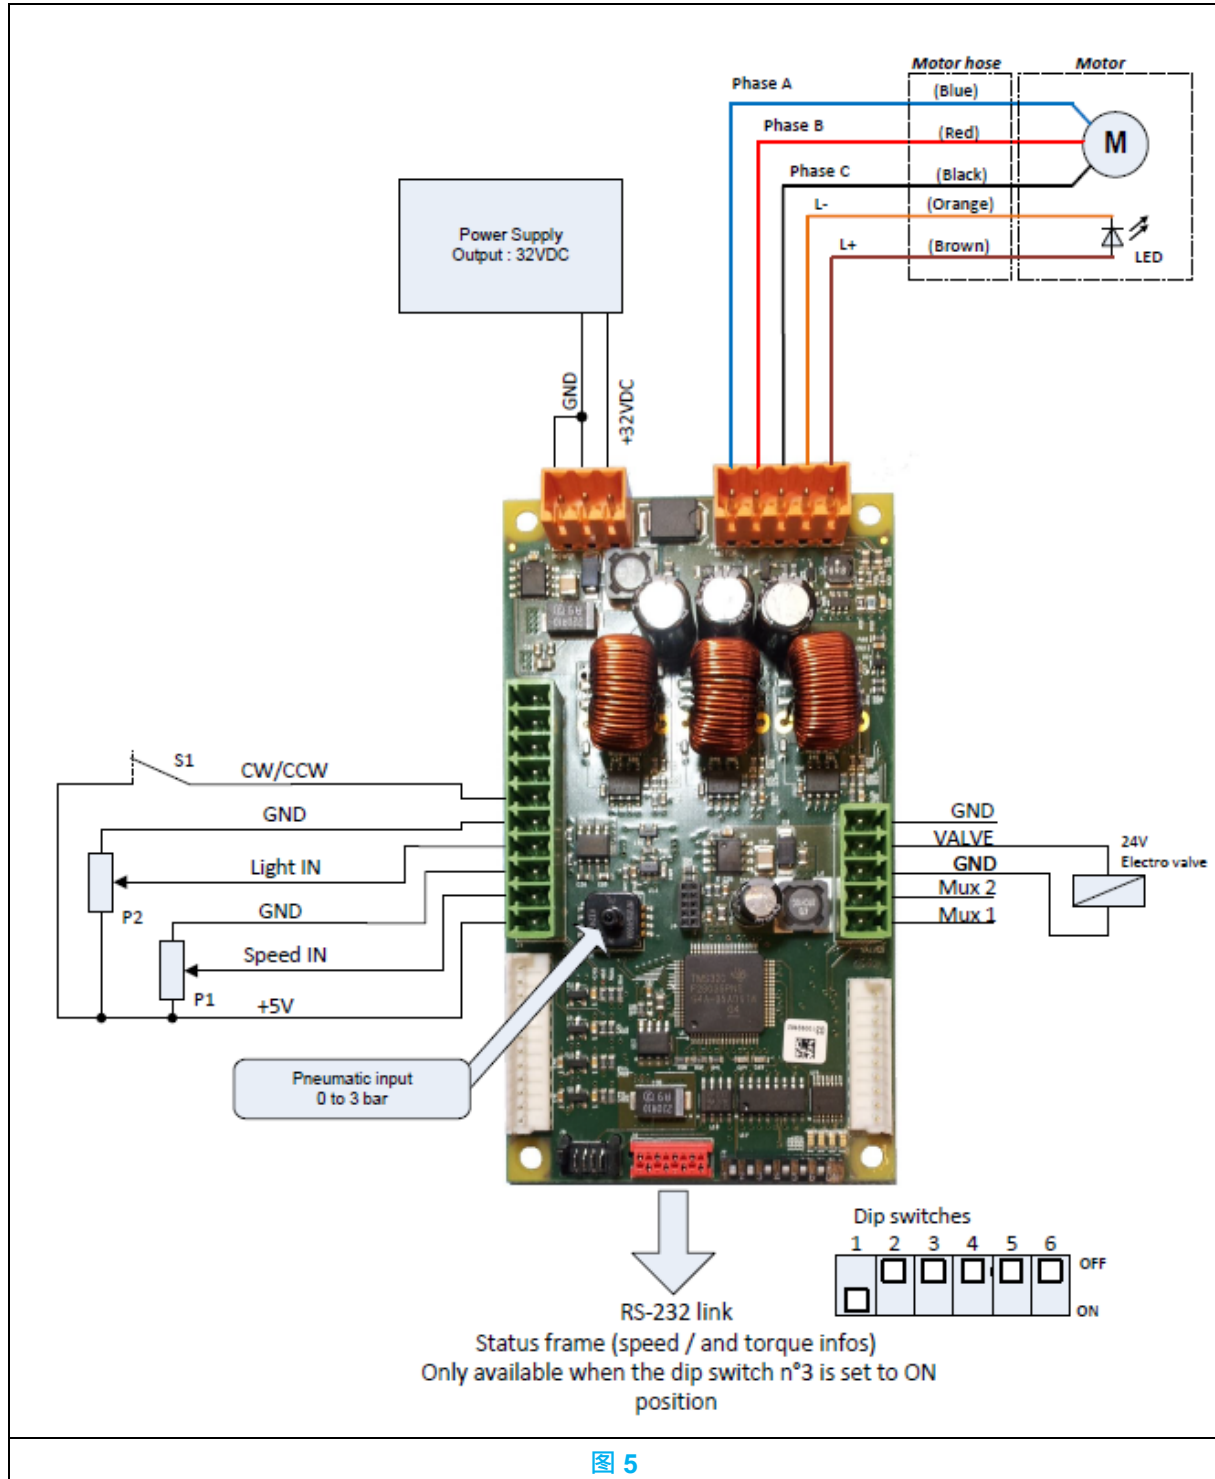 Motor hose
Motor
Phase A
(Blue)
Phase B
(Red)
M
Phase C
(Black)
L-
(Orange)
L+
(Brown)
LED
Power Supply
Output : 32VDC
GND
+32VDC
S1
CW/CCW
GND
Light IN
P2
GND
Speed IN
P1
+5V
GND
VALVE
GND
Mux 2
Mux 1
24V
Electro valve
Pneumatic input
0 to 3 bar
Dip switches
1 2 3 4 5 6
OFF
ON
RS-232 link
Status frame (speed / and torque infos)
Only available when the dip switch n°3 is set to ON
position
图 5